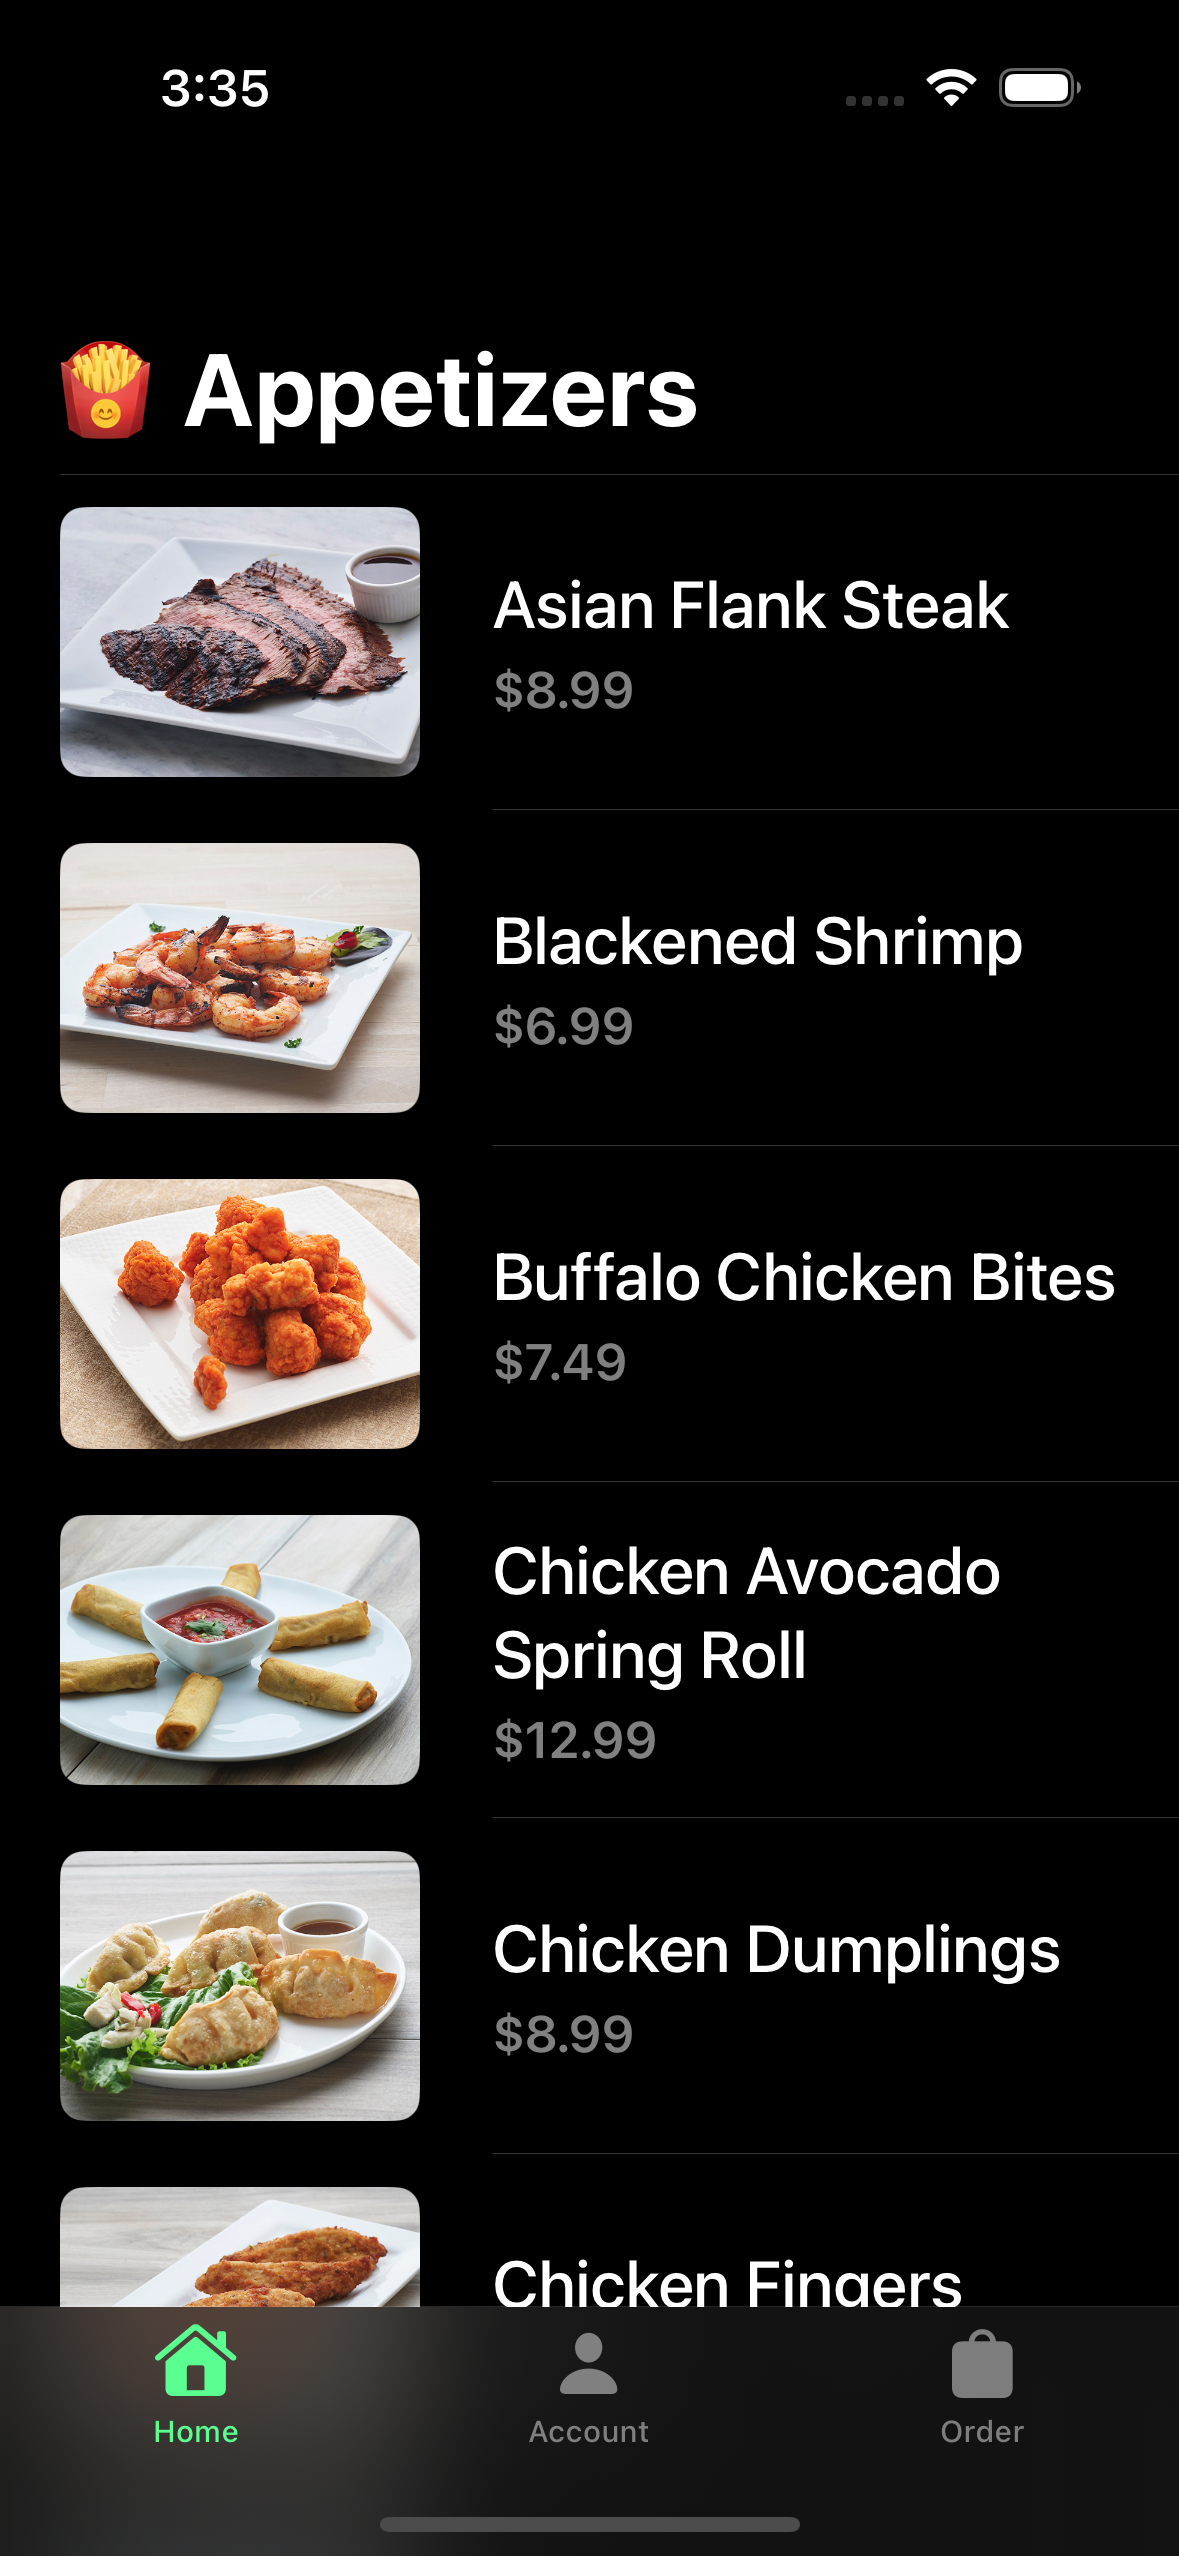 3:35
Appetizers
Asian Flank Steak
$8.99
Blackened Shrimp
$6.99
Buffalo Chicken Bites
$7.49
Chicken Avocado
Spring Roll
$12.99
Chicken Dumplings
$8.99
Chicken Fingers
Home
Account
Order